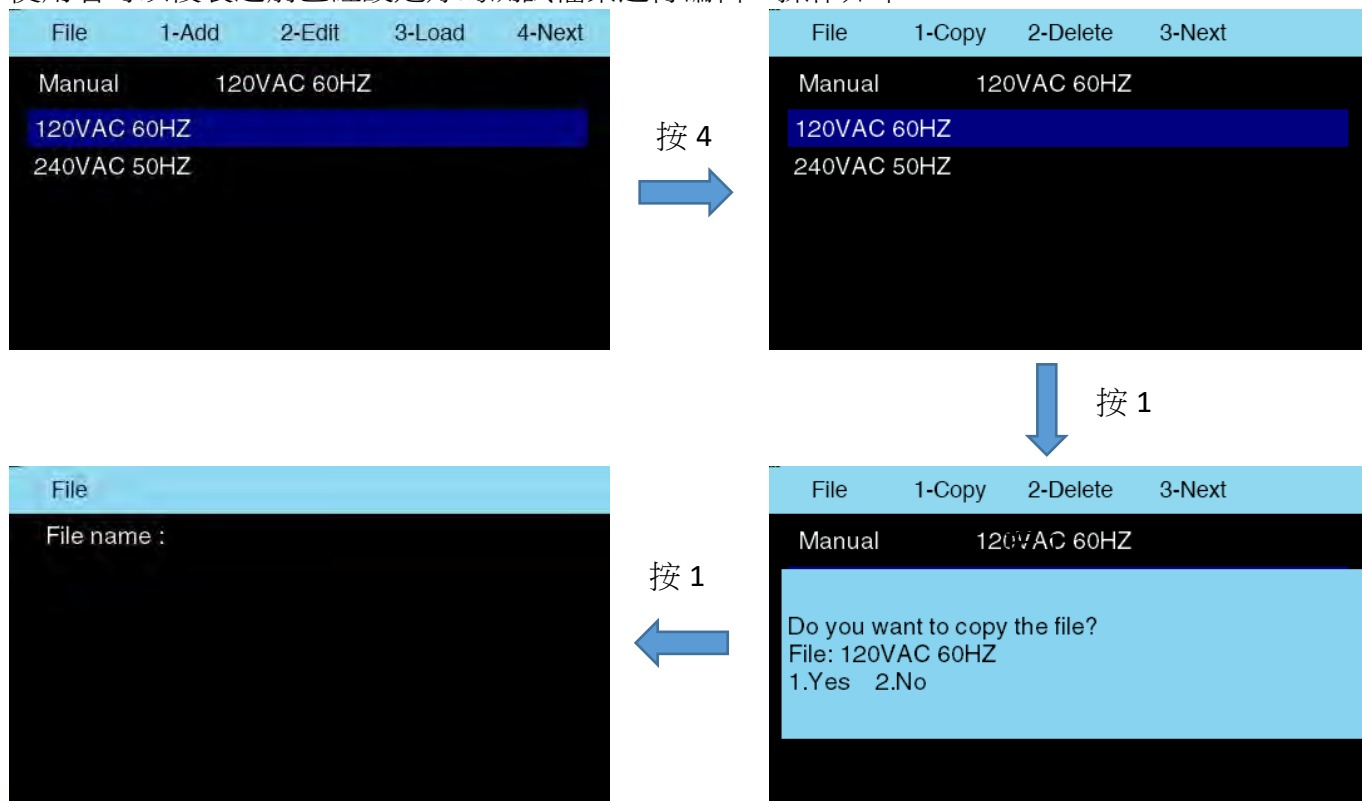 File 1-Add 2-Edit 3-Load 4-Next
Manual 120VAC 60HZ
120VAC 60HZ
240VAC 50HZ
按 4
File 1-Copy 2-Delete 3-Next
Manual 120VAC 60HZ
120VAC 60HZ
240VAC 50HZ
按 1
File 1-Copy 2-Delete 3-Next
Manual 120VAC 60HZ
Do you want to copy the file?
File: 120VAC 60HZ
1.Yes 2.No
按 1
File
File name :